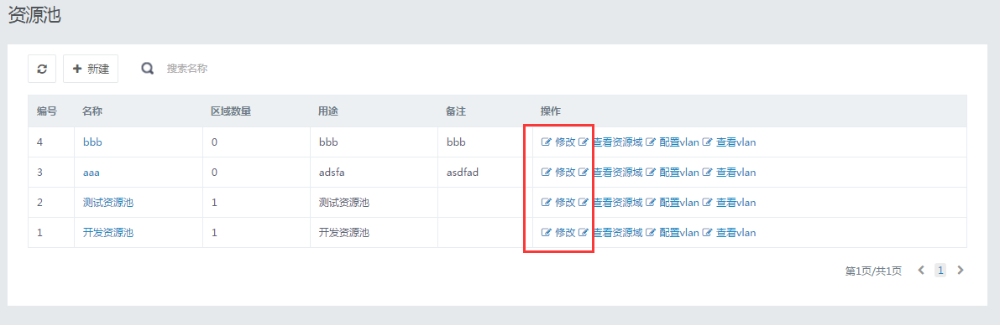 资源池
新建 搜索名称
编号 名称 区域数量 用途 备注 操作
4 bbb 0 bbb bbb 修改 查看资源域 配置vlan 查看vlan
3 aaa 0 adsfa asdfad 修改 查看资源域 配置vlan 查看vlan
2 测试资源池 1 测试资源池 修改 查看资源域 配置vlan 查看vlan
1 开发资源池 1 开发资源池 修改 查看资源域 配置vlan 查看vlan
第1页/共1页 1